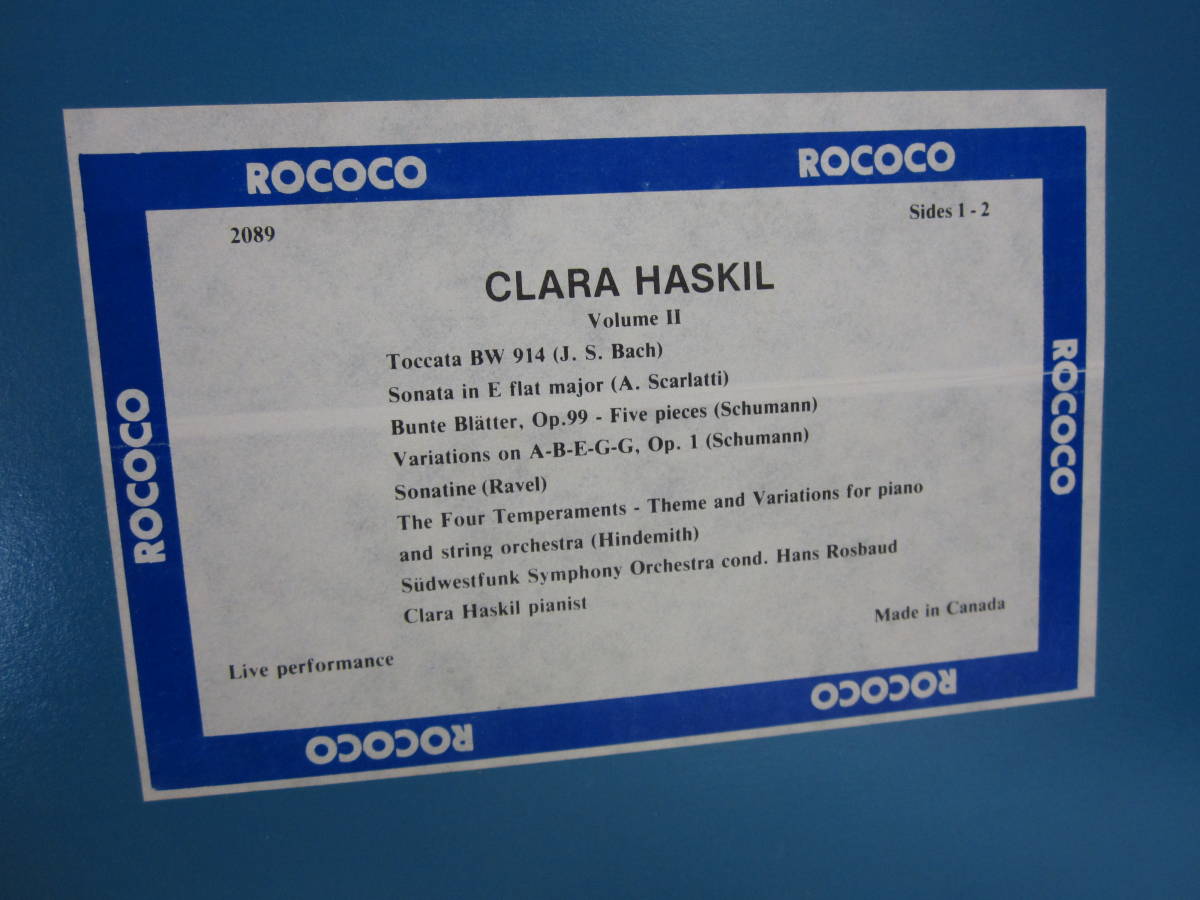 ROCOCO ROCOCO
2089 Sides 1 - 2
CLARA HASKIL
Volume II
Toccata BW 914 (J. S. Bach)
Sonata in E flat major (A. Scarlatti)
Bunte Blätter, Op.99 - Five pieces (Schumann)
Variations on A-B-E-G-G, Op. 1 (Schumann)
Sonatine (Ravel)
The Four Temperaments - Theme and Variations for piano
and string orchestra (Hindemith)
Südwestfunk Symphony Orchestra cond. Hans Rosbaud
Clara Haskil pianist
Made in Canada
Live performance
ROCOCO
ROCOCO
ROCOCO ROCOCO